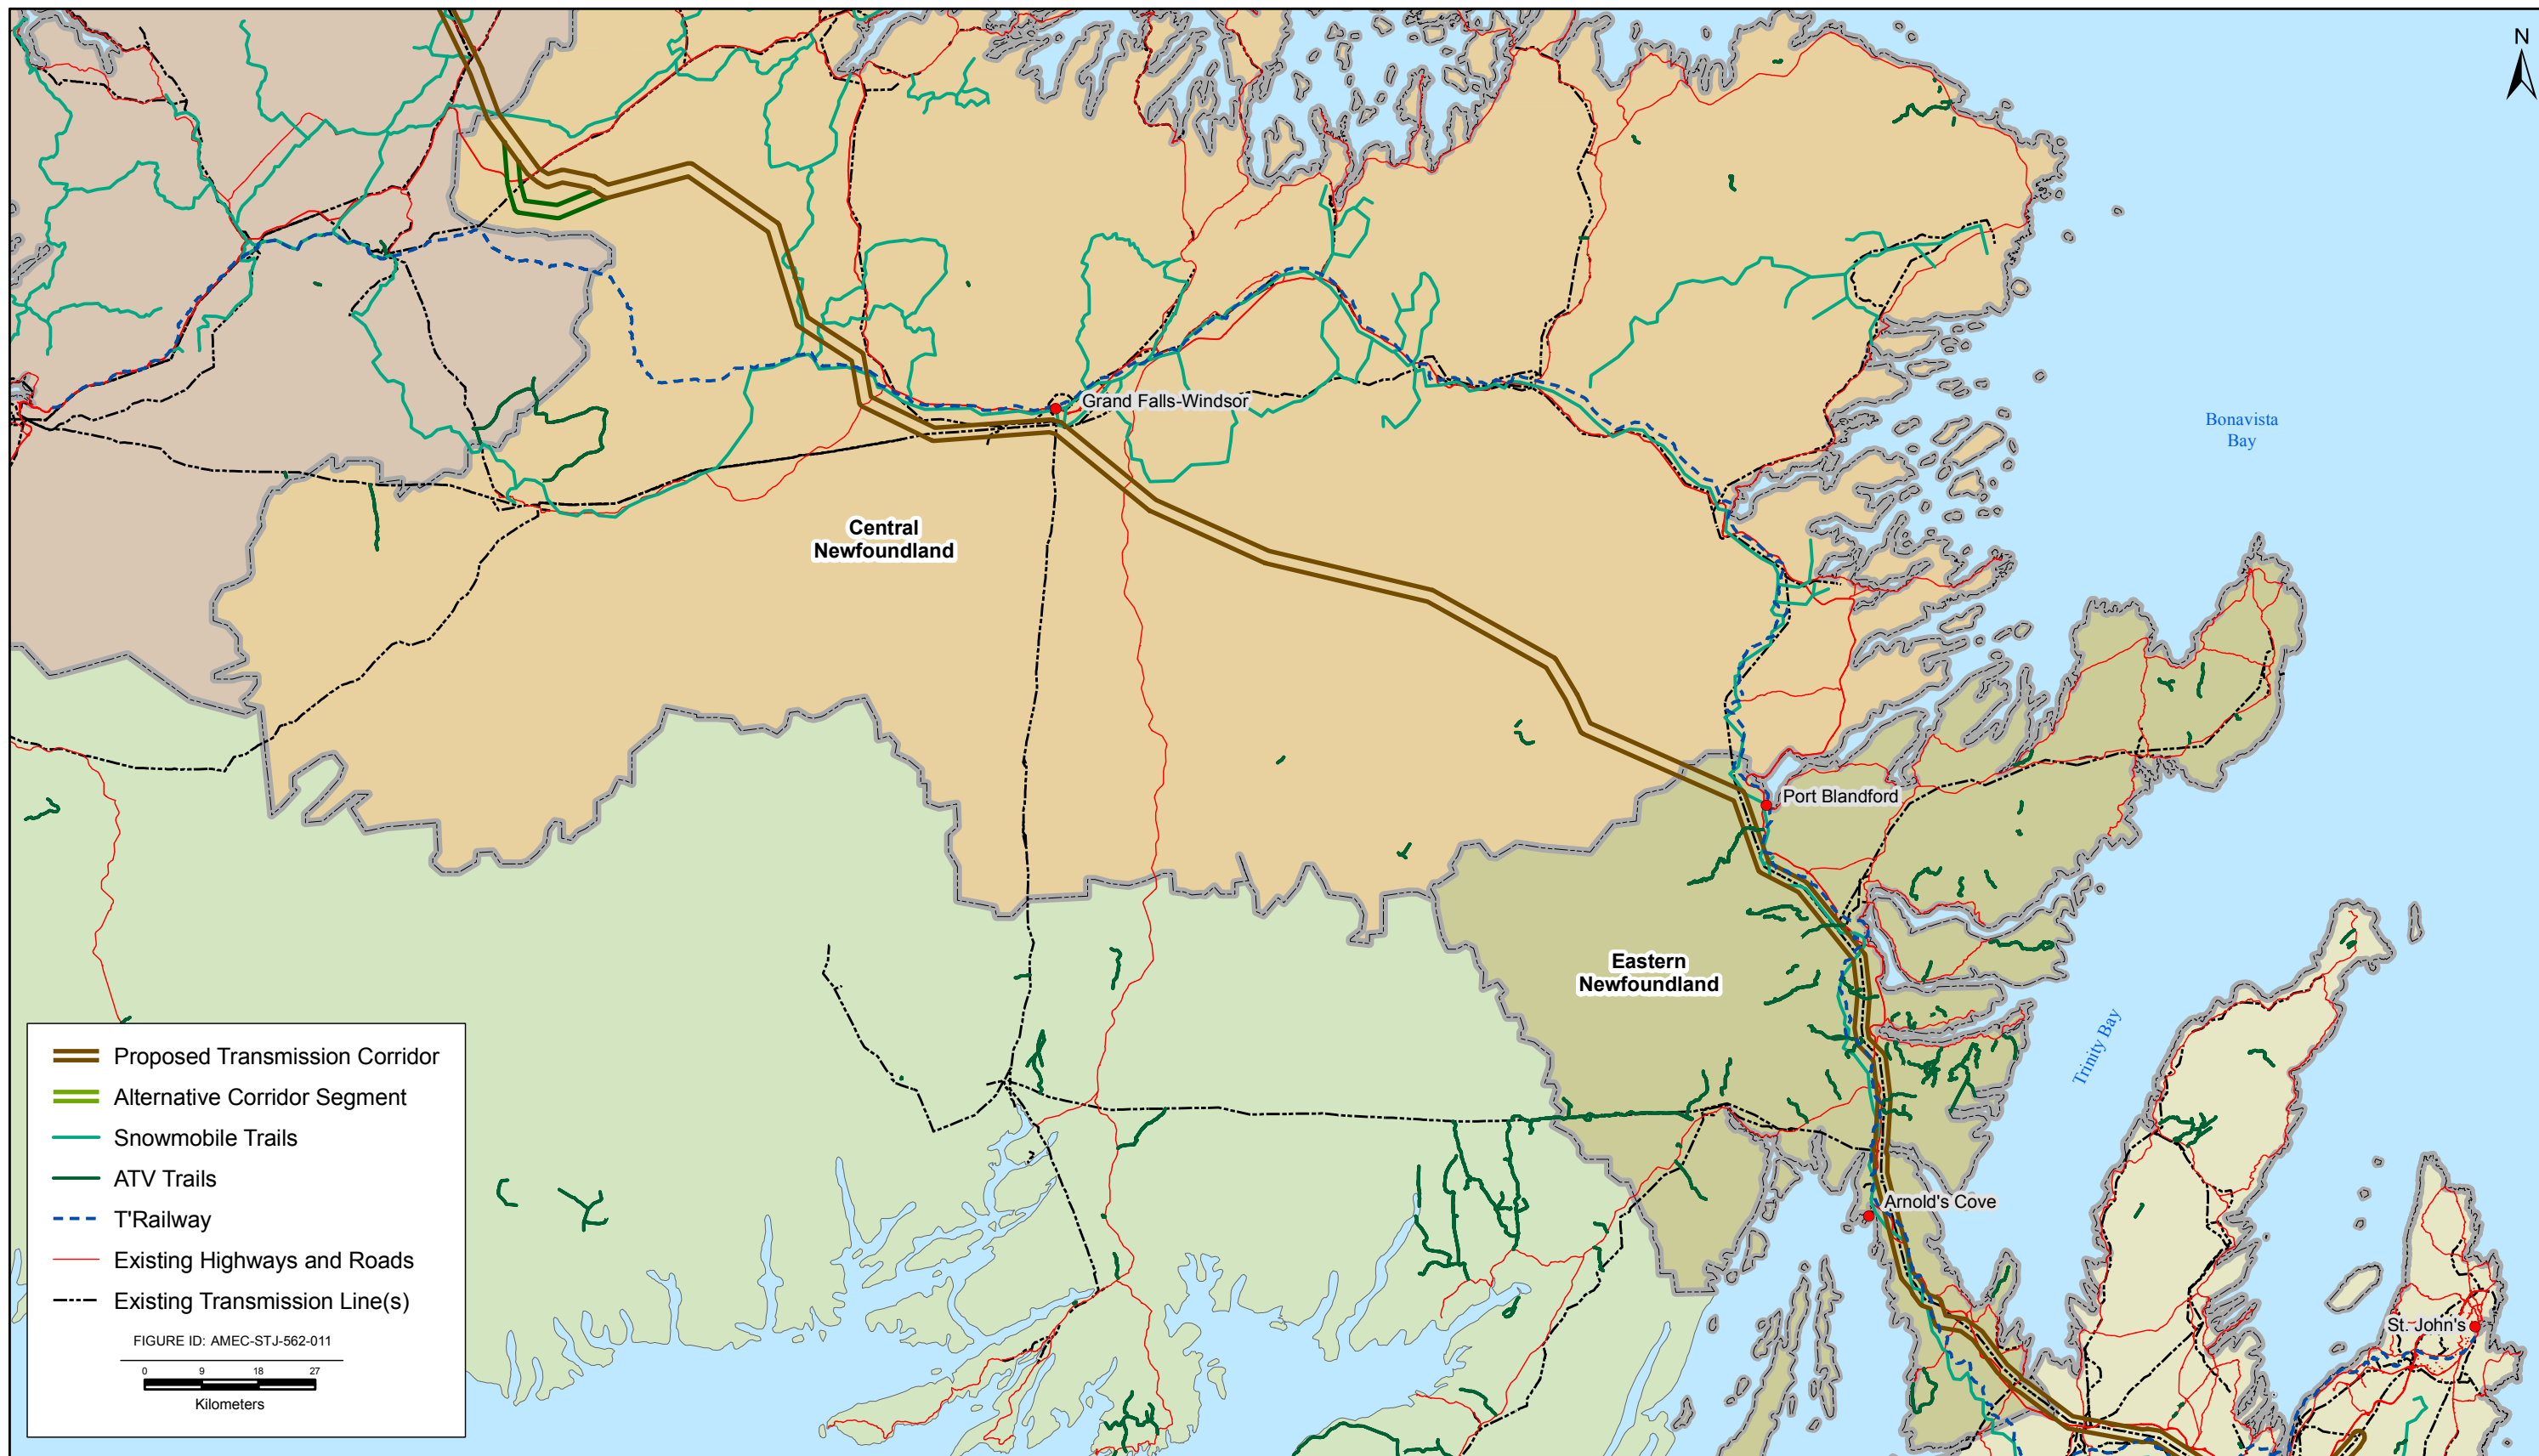 N
Bonavista
Bay
Grand Falls-Windsor
Central
Newfoundland
Port Blandford
Eastern
Newfoundland
Trinity Bay
Arnold's Cove
St. John's
Proposed Transmission Corridor
Alternative Corridor Segment
Snowmobile Trails
ATV Trails
T'Railway
Existing Highways and Roads
Existing Transmission Line(s)
FIGURE ID: AMEC-STJ-562-011
0 9 18 27
Kilometers